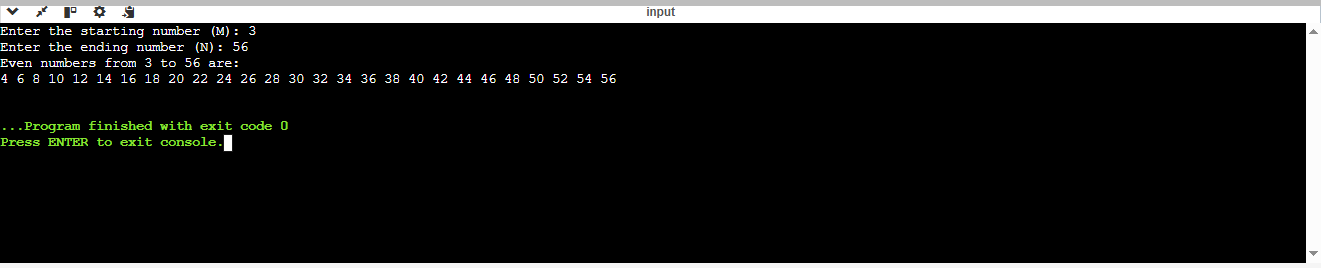 input
Enter the starting number (M): 3
Enter the ending number (N): 56
Even numbers from 3 to 56 are:
4 6 8 10 12 14 16 18 20 22 24 26 28 30 32 34 36 38 40 42 44 46 48 50 52 54 56
...Program finished with exit code 0
Press ENTER to exit console.